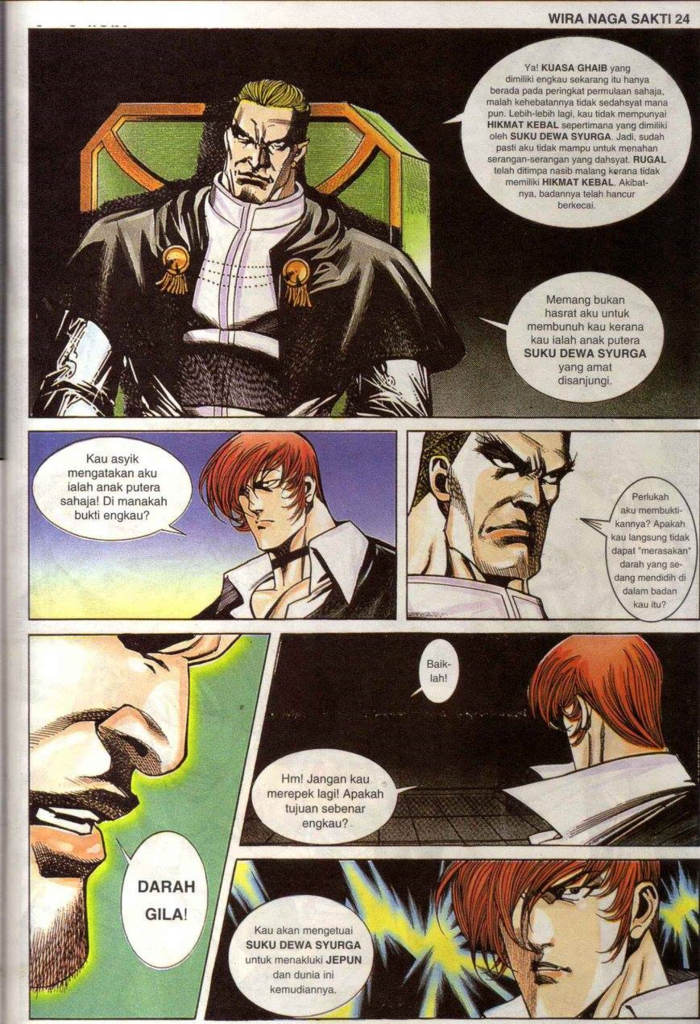 WIRA NAGA SAKTI 24
Ya! KUASA GHAIB yang
dimiliki engkau sekarang itu hanya
berada pada peringkat permulaan sahaja,
malah kehebatannya tidak sedahsyat mana
pun. Lebih-lebih lagi, kau tidak mempunyai
HIKMAT KEBAL sepertimana yang dimiliki
oleh SUKU DEWA SYURGA. Jadi, sudah
pasti aku tidak mampu untuk menahan
serangan-serangan yang dahsyat. RUGAL
telah ditimpa nasib malang kerana tidak
memiliki HIKMAT KEBAL. Akibat-
nya, badannya telah hancur
berkecai.
Memang bukan
hasrat aku untuk
membunuh kau kerana
kau ialah anak putera
SUKU DEWA SYURGA
yang amat
disanjungi.
Kau asyik
mengatakan aku
ialah anak putera
sahaja! Di manakah
bukti engkau?
Perlukah
aku membukti-
kannya? Apakah
kau langsung tidak
dapat "merasakan"
darah yang se-
dang mendidih di
dalam badan
kau itu?
DARAH
GILA!
Baik-
lah!
Hm! Jangan kau
merepek lagi! Apakah
tujuan sebenar
engkau?
Kau akan mengetuai
SUKU DEWA SYURGA
untuk menakluki JEPUN
dan dunia ini
kemudiannya.